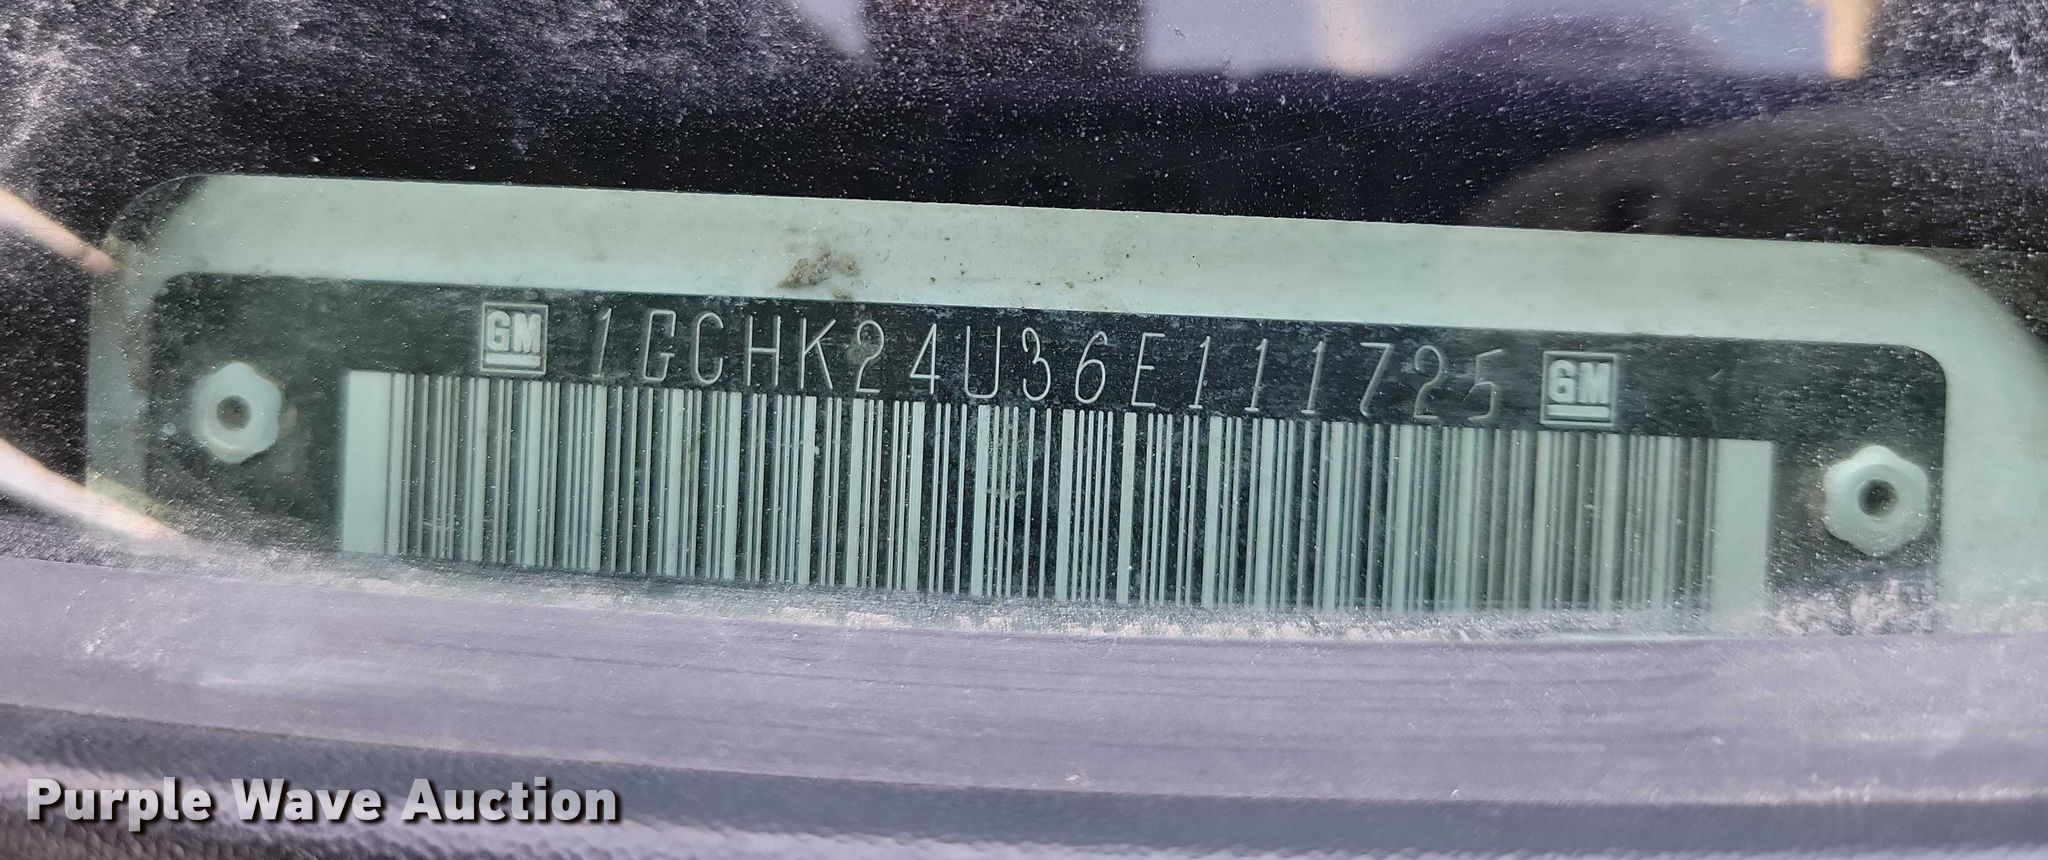 GM 1GCHK24U36E111725 GM
Purple Wave Auction